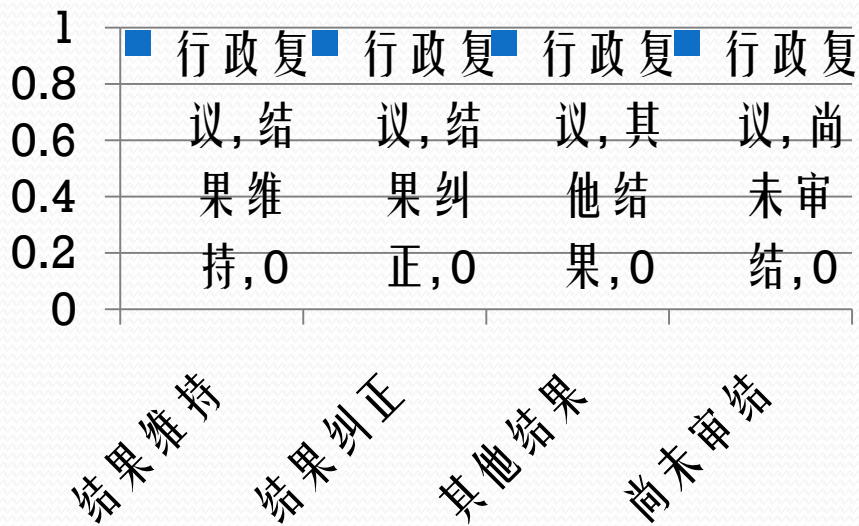 1
0.8
0.6
0.4
0.2
0
行政复
议,结
果维
持,0
行政复
议,结
果纠
正,0
行政复
议,其
他结
果,0
行政复
议,尚
未审
结,0
结果维持
结果纠正
其他结果
尚未审结